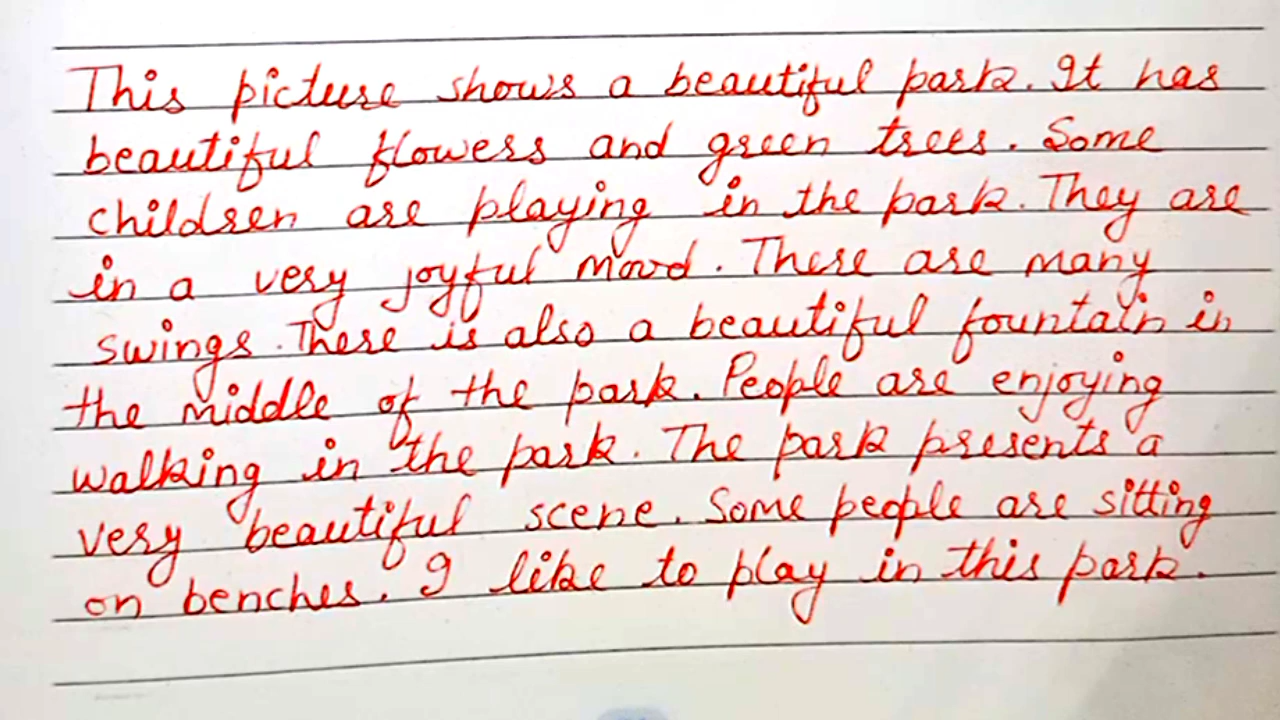 This picture shows a beautiful park. It has
beautiful flowers and green trees. Some
children are playing in the park. They are
in a very joyful mood. There are many
swings. There is also a beautiful fountain in
the middle of the park. People are enjoying
walking in the park. The park presents a
very beautiful scene. Some people are sitting
on benches. I like to play in this park.